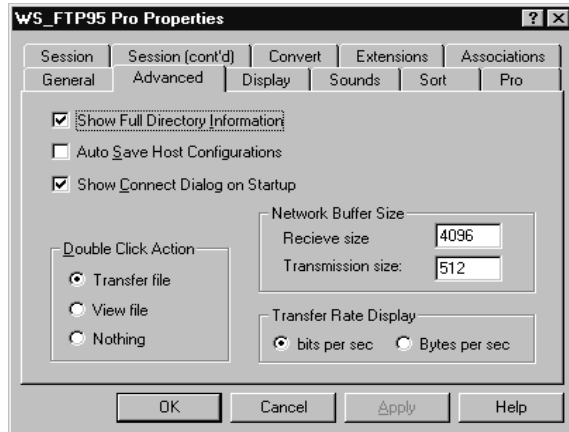 WS_FTP95 Pro Properties
Session Session (cont'd) Convert Extensions Associations
General Advanced Display Sounds Sort Pro
Show Full Directory Information
Auto Save Host Configurations
Show Connect Dialog on Startup
Double Click Action
Transfer file
View file
Nothing
Network Buffer Size
Recieve size 4096
Transmission size: 512
Transfer Rate Display
bits per sec Bytes per sec
OK Cancel Apply Help